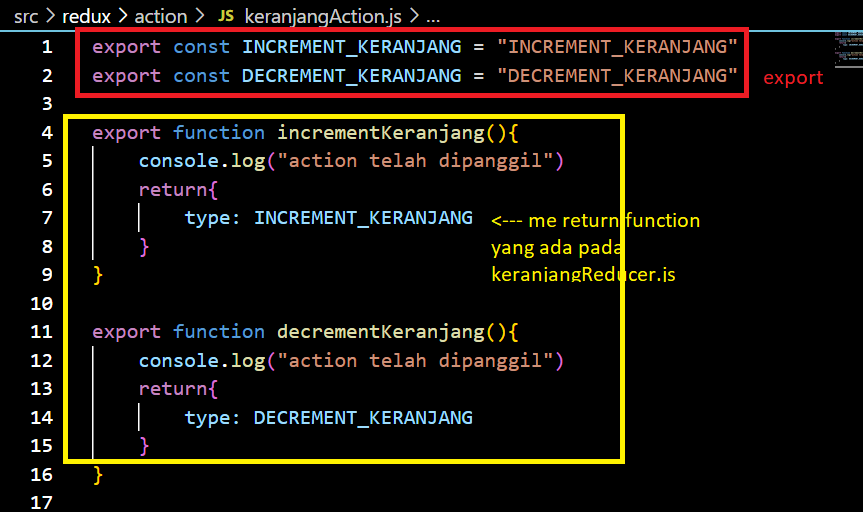 src > redux > action > JS keranjangAction.js > ...
1 export const INCREMENT_KERANJANG = "INCREMENT_KERANJANG"
2 export const DECREMENT_KERANJANG = "DECREMENT_KERANJANG"
export
3
4 export function incrementKeranjang(){
5 console.log("action telah dipanggil")
6 return{
7 type: INCREMENT_KERANJANG <--- me return function
8 } yang ada pada
9 } keranjangReducer.js
10
11 export function decrementKeranjang(){
12 console.log("action telah dipanggil")
13 return{
14 type: DECREMENT_KERANJANG
15 }
16 }
17